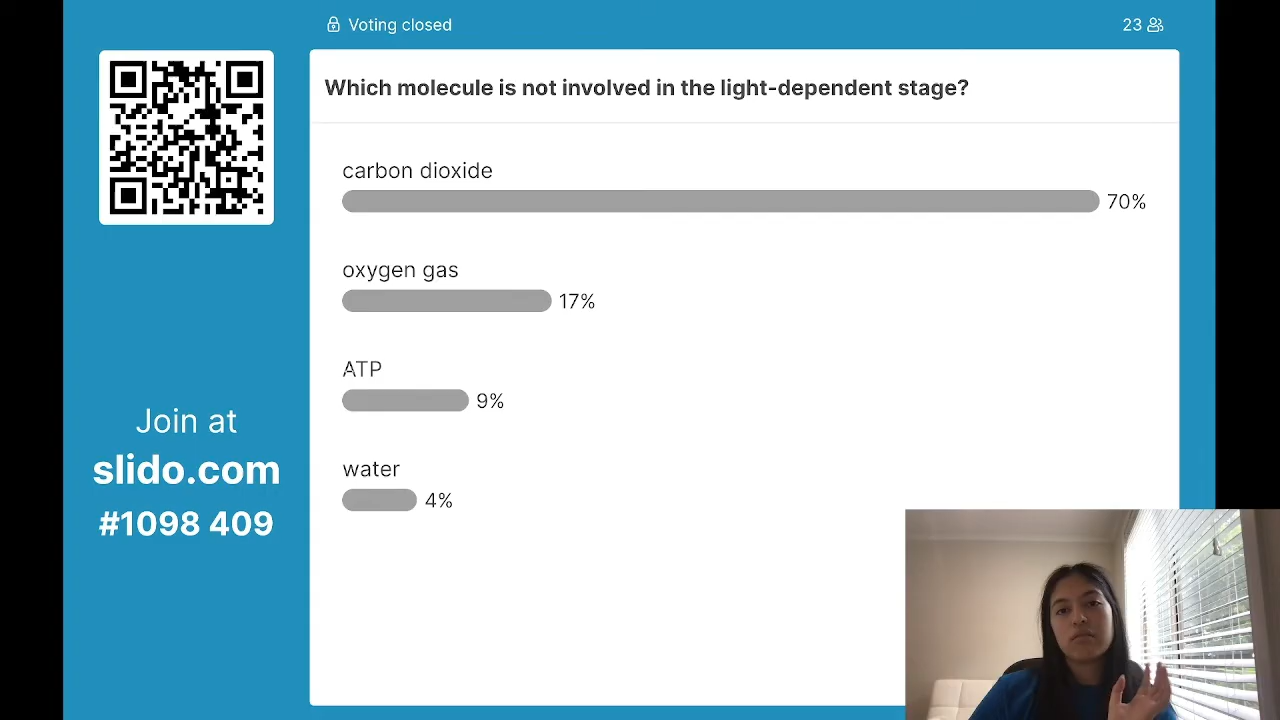 Voting closed
23
Which molecule is not involved in the light-dependent stage?
carbon dioxide
70%
oxygen gas
17%
ATP
9%
water
4%
Join at
slido.com
#1098 409